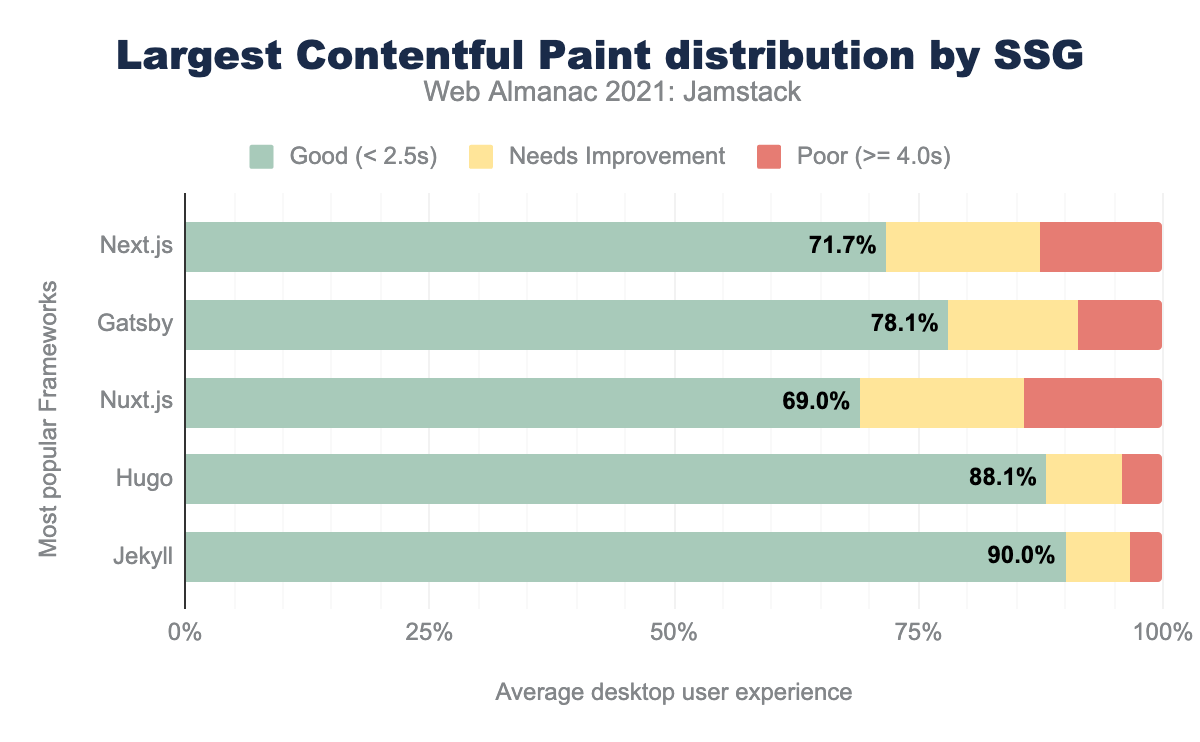 Largest Contentful Paint distribution by SSG
Web Almanac 2021: Jamstack
Good (< 2.5s) Needs Improvement Poor (>= 4.0s)
Most popular Frameworks
Next.js 71.7%
Gatsby 78.1%
Nuxt.js 69.0%
Hugo 88.1%
Jekyll 90.0%
0% 25% 50% 75% 100%
Average desktop user experience